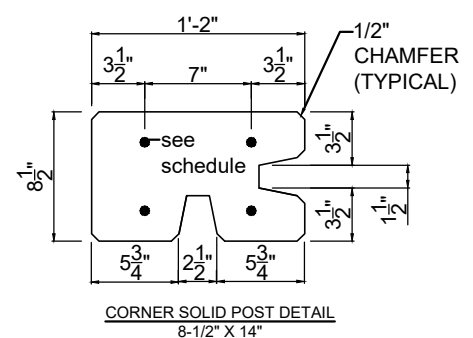 1'-2"
3 1/2"
7"
3 1/2"
1/2"
CHAMFER
(TYPICAL)
8 1/2"
see
schedule
3 1/2"
3 1/2"
1 1/2"
5 3/4"
2 1/2"
5 3/4"
CORNER SOLID POST DETAIL
8-1/2" X 14"